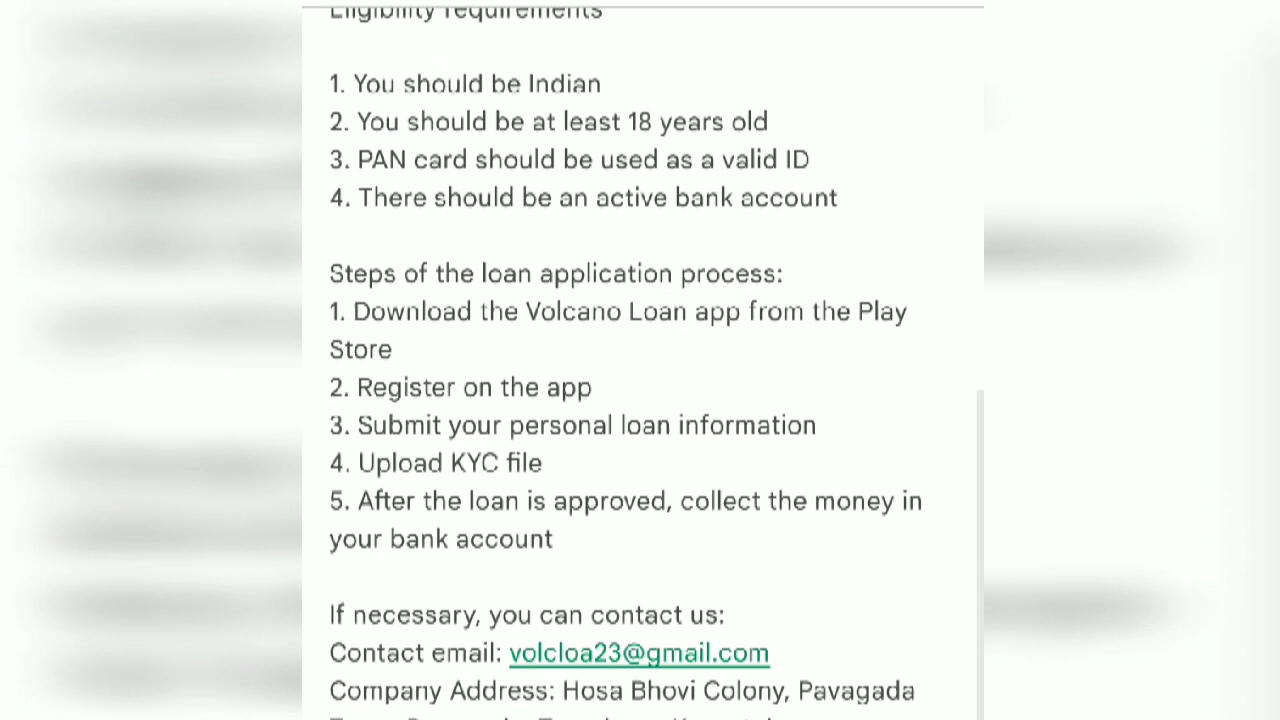 Eligibility requirements
1. You should be Indian
2. You should be at least 18 years old
3. PAN card should be used as a valid ID
4. There should be an active bank account
Steps of the loan application process:
1. Download the Volcano Loan app from the Play
Store
2. Register on the app
3. Submit your personal loan information
4. Upload KYC file
5. After the loan is approved, collect the money in
your bank account
If necessary, you can contact us:
Contact email: volcloa23@gmail.com
Company Address: Hosa Bhovi Colony, Pavagada